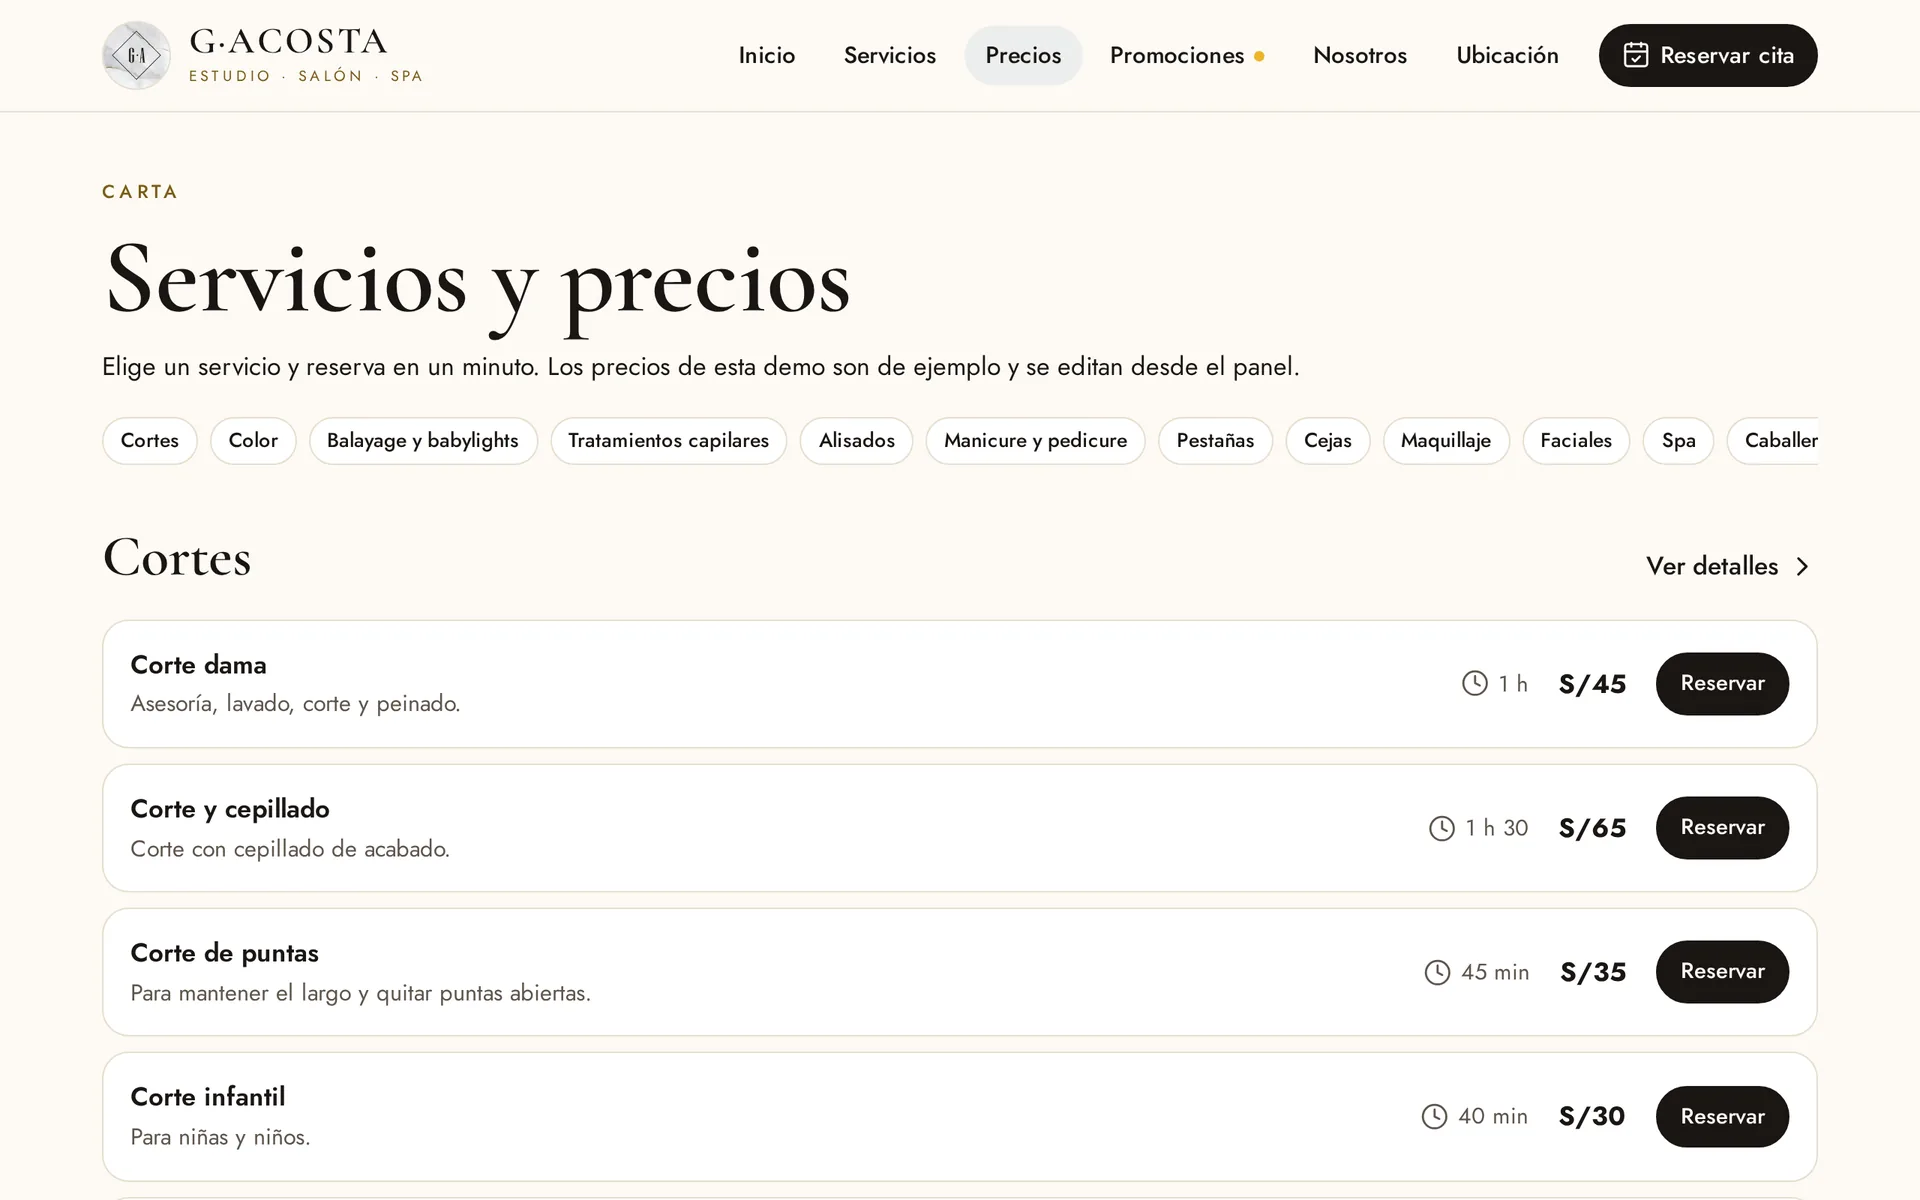 G·A
G·ACOSTA
ESTUDIO · SALÓN · SPA
Inicio
Servicios
Precios
Promociones
Nosotros
Ubicación
Reservar cita
CARTA
Servicios y precios
Elige un servicio y reserva en un minuto. Los precios de esta demo son de ejemplo y se editan desde el panel.
Cortes
Color
Balayage y babylights
Tratamientos capilares
Alisados
Manicure y pedicure
Pestañas
Cejas
Maquillaje
Faciales
Spa
Caballer
Cortes
Ver detalles
Corte dama
Asesoría, lavado, corte y peinado.
1 h
S/45
Reservar
Corte y cepillado
Corte con cepillado de acabado.
1 h 30
S/65
Reservar
Corte de puntas
Para mantener el largo y quitar puntas abiertas.
45 min
S/35
Reservar
Corte infantil
Para niñas y niños.
40 min
S/30
Reservar